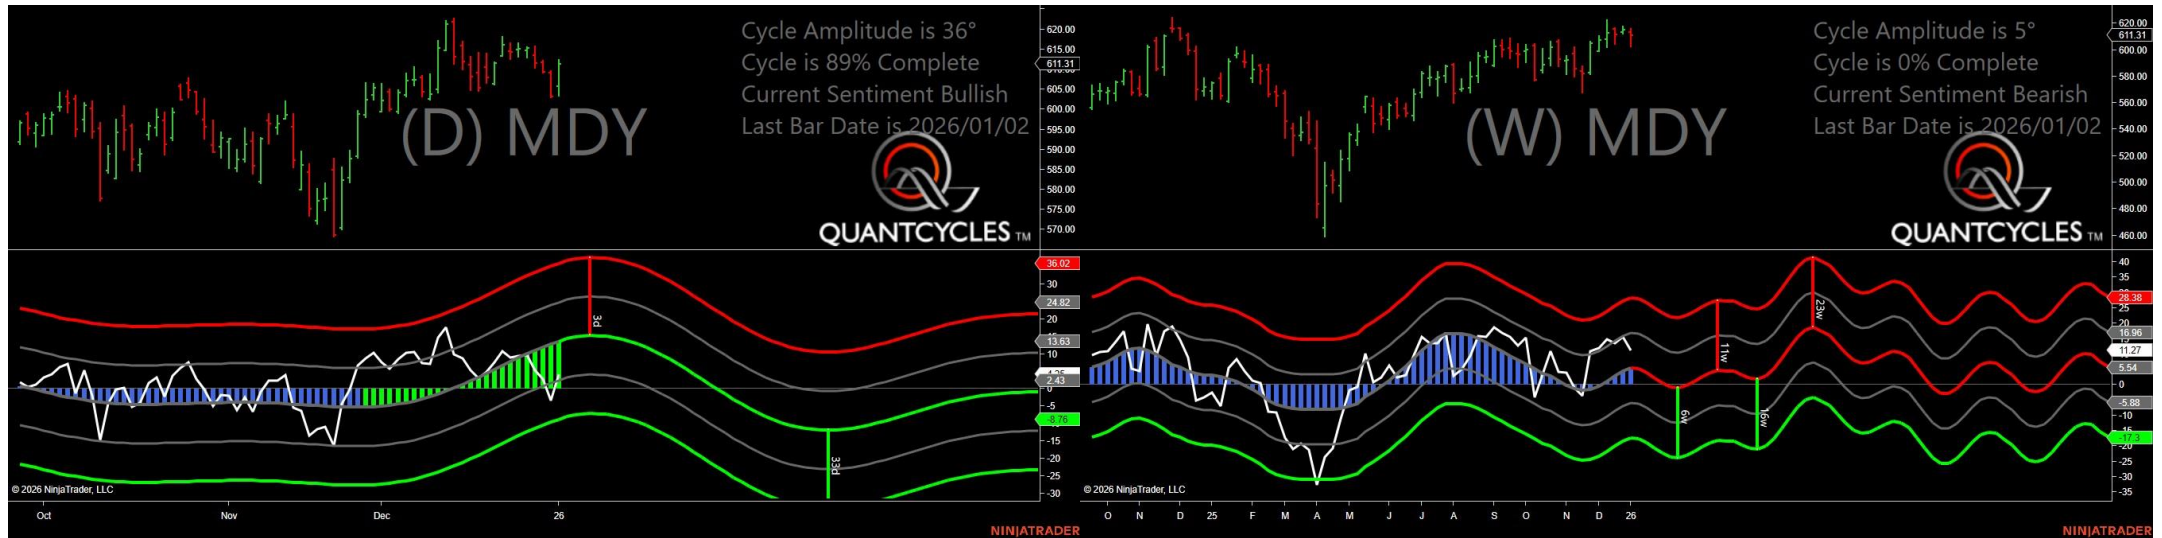 Cycle Amplitude is 36°
Cycle is 89% Complete
Current Sentiment Bullish
Last Bar Date is 2026/01/02
(D) MDY
QUANTCYCLES TM
620.00
615.00
611.31
605.00
600.00
595.00
590.00
585.00
580.00
575.00
570.00
36.02
30
24.82
20
13.63
10
2.43
0
-5
-8.76
-15
-20
-25
-30
3d
33d
© 2026 NinjaTrader, LLC
Oct
Nov
Dec
26
NINJATRADER
Cycle Amplitude is 5°
Cycle is 0% Complete
Current Sentiment Bearish
Last Bar Date is 2026/01/02
(W) MDY
QUANTCYCLES TM
620.00
611.31
600.00
580.00
560.00
540.00
520.00
500.00
480.00
460.00
40
35
28.38
16.96
11.27
5.54
0
-5.88
-10
-15
-17.3
-25
-30
-35
6w
11w
16w
23w
© 2026 NinjaTrader, LLC
O N D 25 F M A M J J A S O N D 26
NINJATRADER